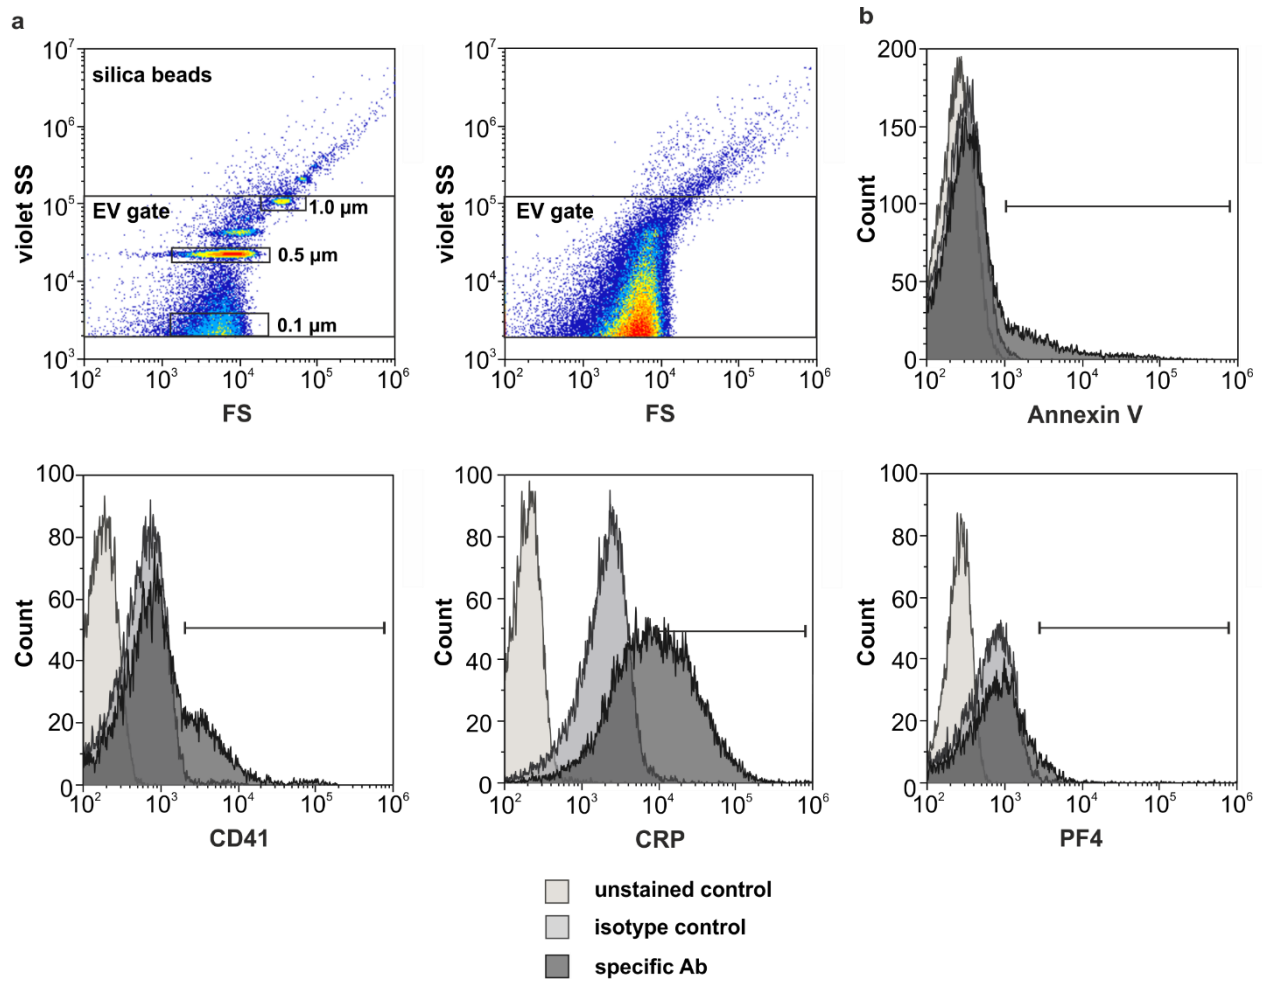 a
b
silica beads
violet SS
10^7
10^6
10^5
10^4
10^3
EV gate
1.0 µm
0.5 µm
0.1 µm
10^2 10^3 10^4 10^5 10^6
FS
violet SS
10^7
10^6
10^5
10^4
10^3
EV gate
10^2 10^3 10^4 10^5 10^6
FS
Count
200
150
100
50
0
10^2 10^3 10^4 10^5 10^6
Annexin V
Count
100
80
60
40
20
0
10^2 10^3 10^4 10^5 10^6
CD41
Count
100
80
60
40
20
0
10^2 10^3 10^4 10^5 10^6
CRP
Count
100
80
60
40
20
0
10^2 10^3 10^4 10^5 10^6
PF4
unstained control
isotype control
specific Ab